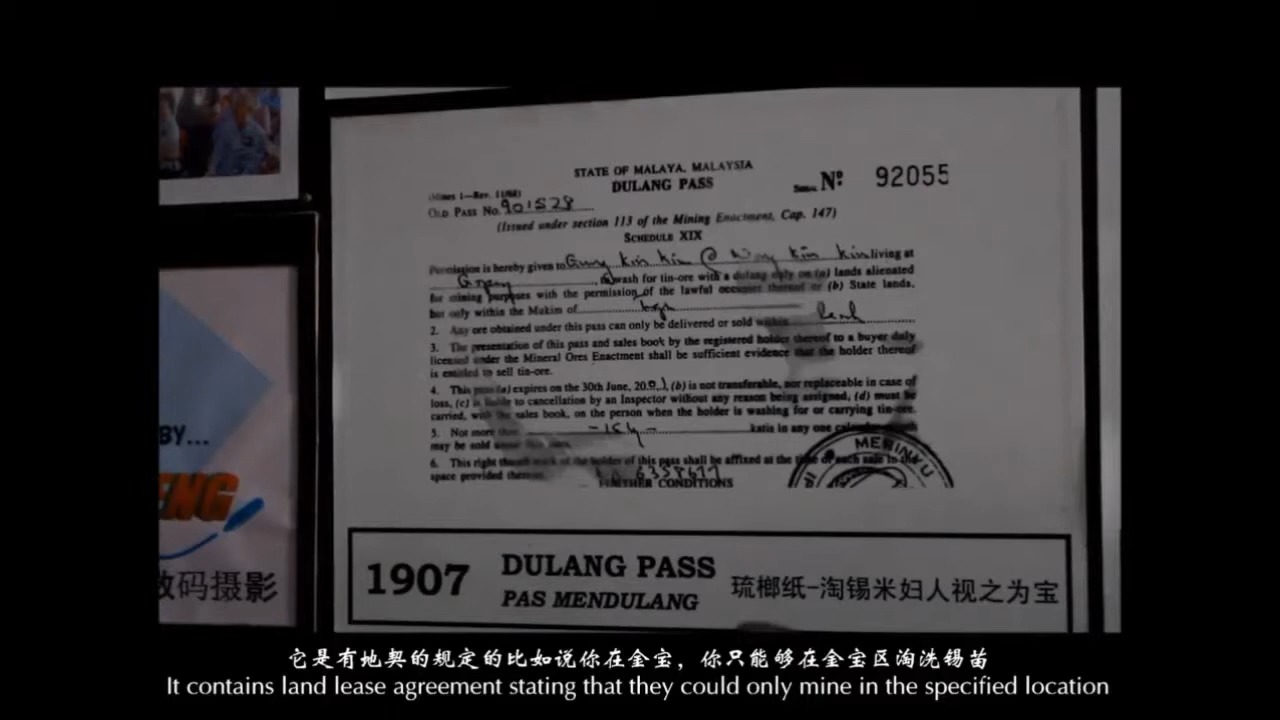 STATE OF MALAYA, MALAYSIA
DULANG PASS
Nº 92055
OLD PASS No. 901528
(Issued under section 113 of the Mining Enactment, Cap. 147)
SCHEDULE XIX
Permission is hereby given to Kim living at
wash for tin-ore with a dulang only on (a) lands alienated
for mining purposes with the permission of the lawful occupier thereof or (b) State lands,
but only within the Mukim of
2. Any ore obtained under this pass can only be delivered or sold within
3. The presentation of this pass and sales book by the registered holder thereof to a buyer duly
licensed under the Mineral Ores Enactment shall be sufficient evidence that the holder thereof
is entitled to sell tin-ore.
4. This (a) expires on the 30th June, (b) is not transferable, nor replaceable in case of
loss, (c) is to cancellation by an Inspector without any reason being assigned, (d) must be
carried, with the sales book, on the person when the holder is washing for or carrying tin-ore.
5. Not more katis in any one
may be sold
6. This right of the holder of this pass shall be affixed at the of such sale in the
space provided
FURTHER CONDITIONS
BY...
ENG
数码摄影
1907
DULANG PASS
PAS MENDULANG
琉榔纸-淘锡米妇人视之为宝
它是有地契的规定的比如说你在金宝，你只能够在金宝区淘洗锡苗
It contains land lease agreement stating that they could only mine in the specified location